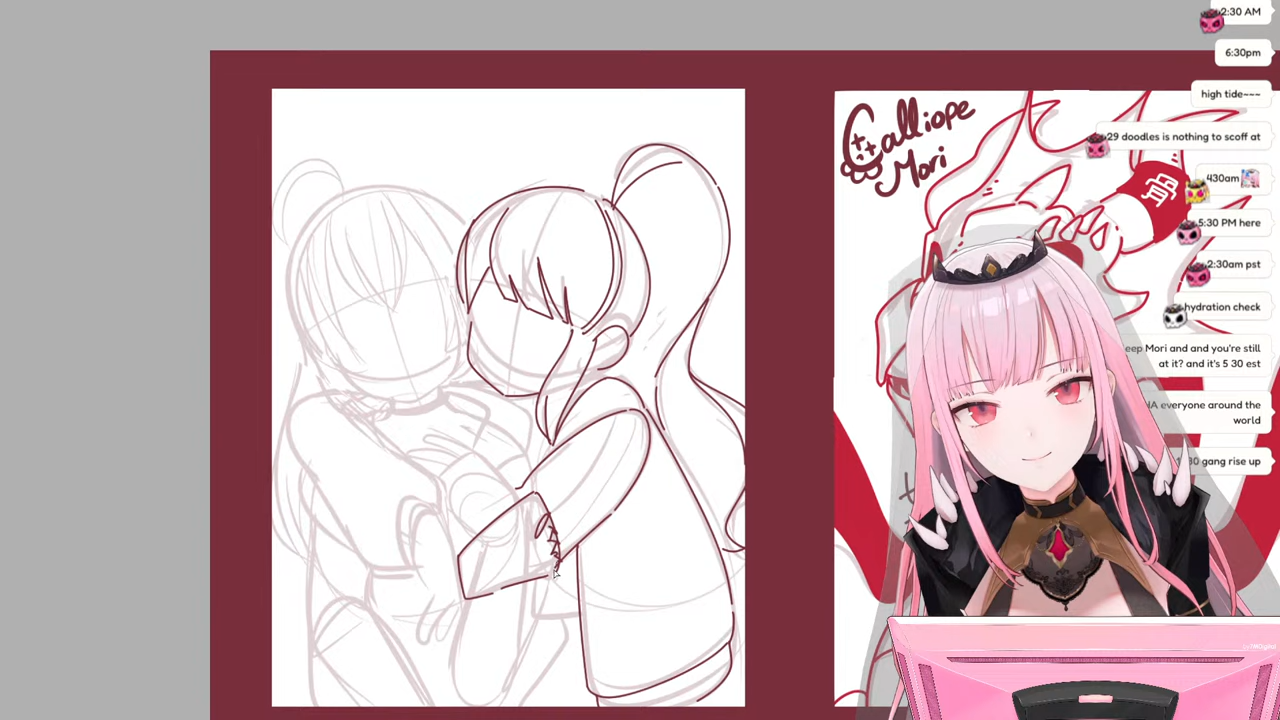 2:30 AM
6:30pm
high tide~~~
29 doodles is nothing to scoff at
430am
5:30 PM here
2:30am pst
hydration check
eep Mori and and you're still
at it? and it's 5 30 est
everyone around the
world
30 gang rise up
Calliope
Mori
骨